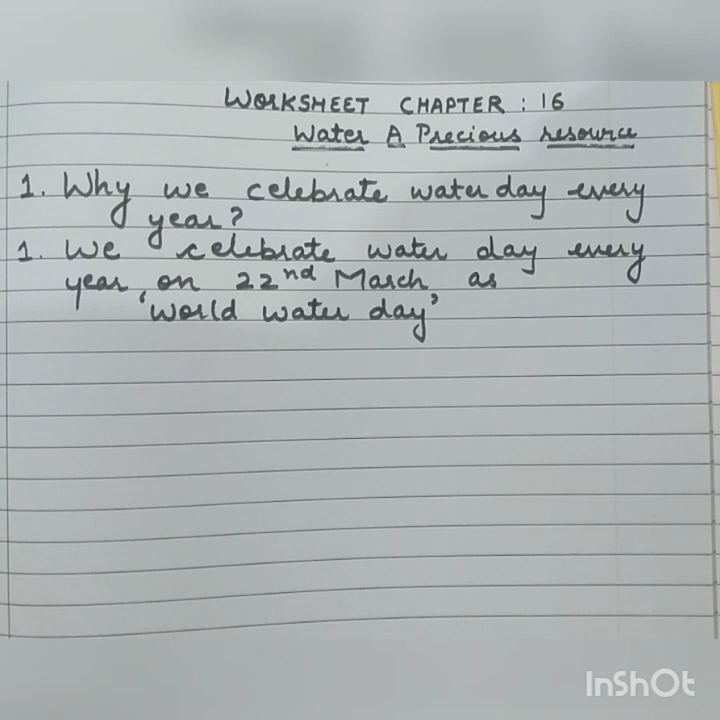 WORKSHEET CHAPTER : 16
Water A Precious resource
1. Why we celebrate water day every
year?
1. We celebrate water day every
year on 22nd March as
'World water day'
InShOt